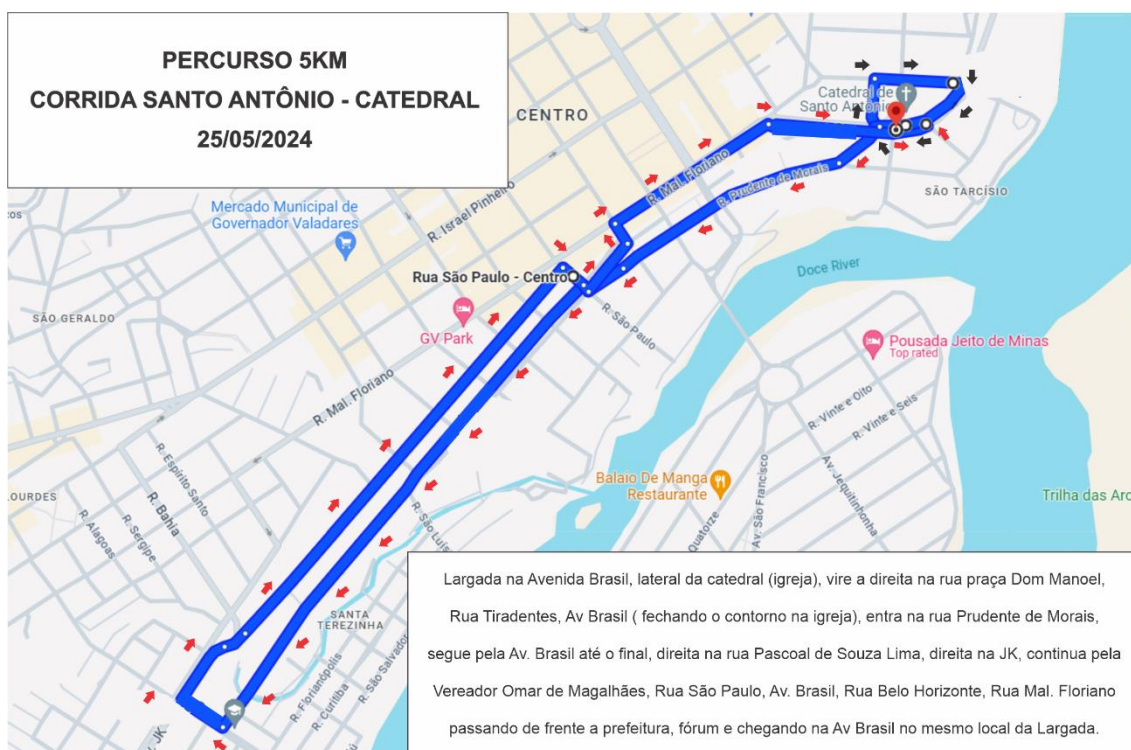 PERCURSO 5KM
CORRIDA SANTO ANTÔNIO - CATEDRAL
25/05/2024
CENTRO
Catedral de
Santo Antônio
R. Mal. Floriano
R. Prudente de Morais
SÃO TARCÍSIO
R. Israel Pinheiro
Mercado Municipal de
Governador Valadares
Doce River
Rua São Paulo - Centro
SÃO GERALDO
GV Park
R. São Paulo
Pousada Jeito de Minas
Top rated
R. Mal. Floriano
R. Vinte e Oito
R. Vinte e Seis
R. Espírito Santo
LOURDES
R. Bahia
R. Sergipe
R. Alagoas
Balaio De Manga
Restaurante
Av. São Francisco
Av. Jequitinhonha
Quatorze
Trilha das Arc
R. São Luís
SANTA
TEREZINHA
R. Florianópolis
R. Curitiba
R. São Salvador
. JK
Largada na Avenida Brasil, lateral da catedral (igreja), vire a direita na rua praça Dom Manoel,
Rua Tiradentes, Av Brasil ( fechando o contorno na igreja), entra na rua Prudente de Morais,
segue pela Av. Brasil até o final, direita na rua Pascoal de Souza Lima, direita na JK, continua pela
Vereador Omar de Magalhães, Rua São Paulo, Av. Brasil, Rua Belo Horizonte, Rua Mal. Floriano
passando de frente a prefeitura, fórum e chegando na Av Brasil no mesmo local da Largada.